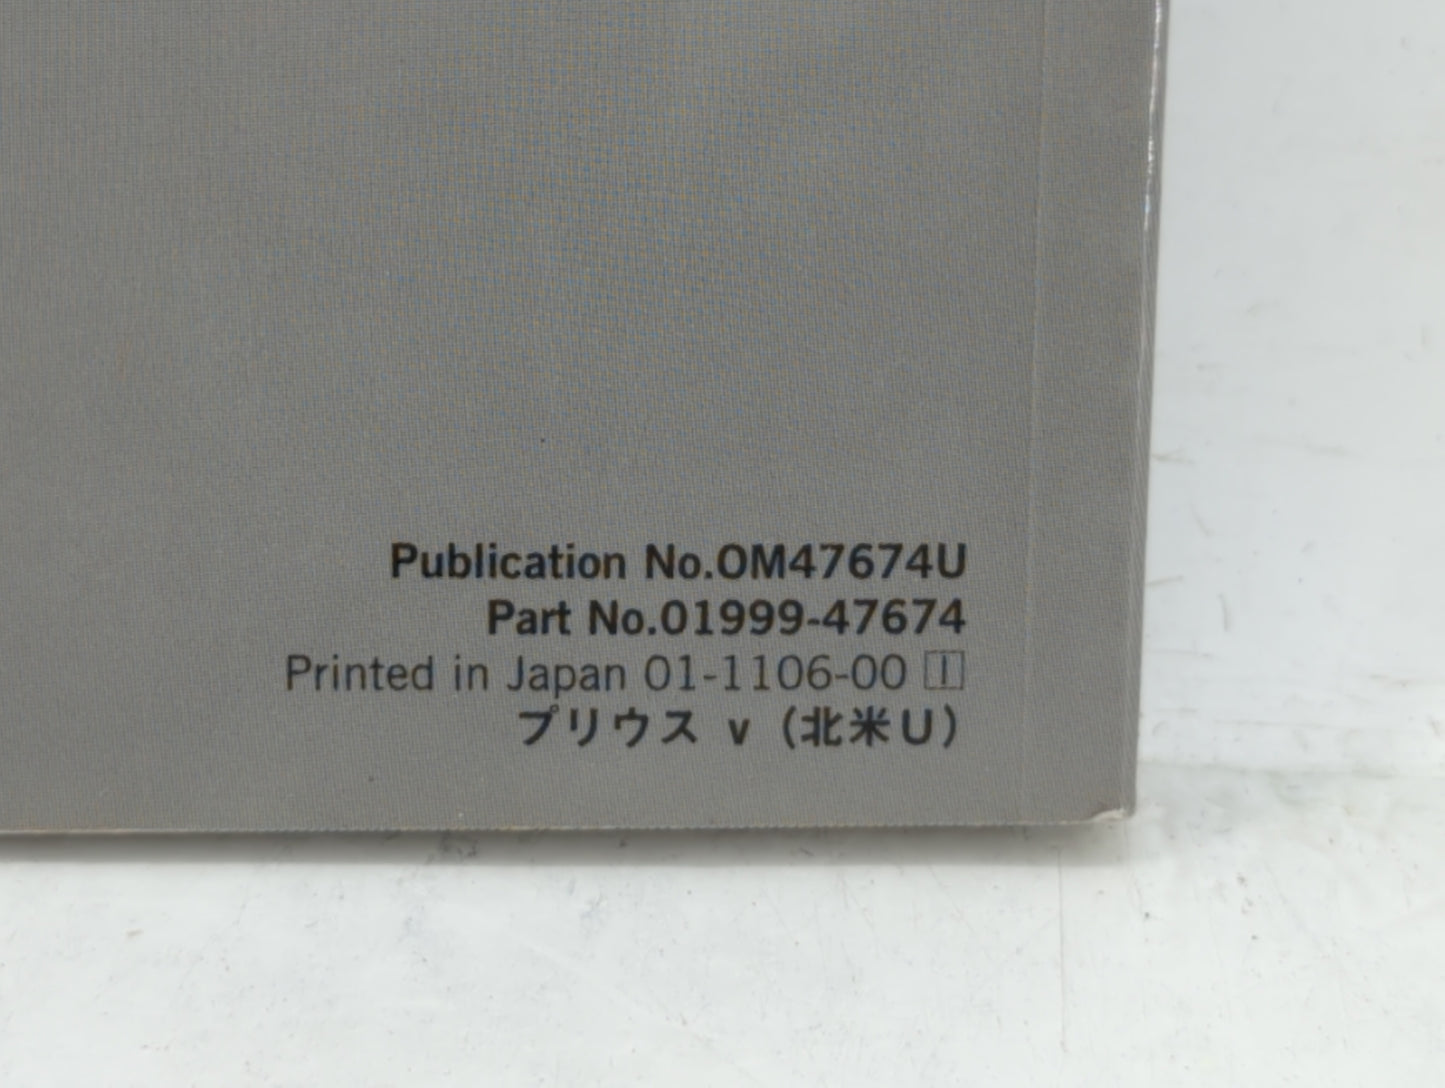 Publication No.OM47674U
Part No.01999-47674
Printed in Japan 01-1106-00 I
プリウス v (北米U)